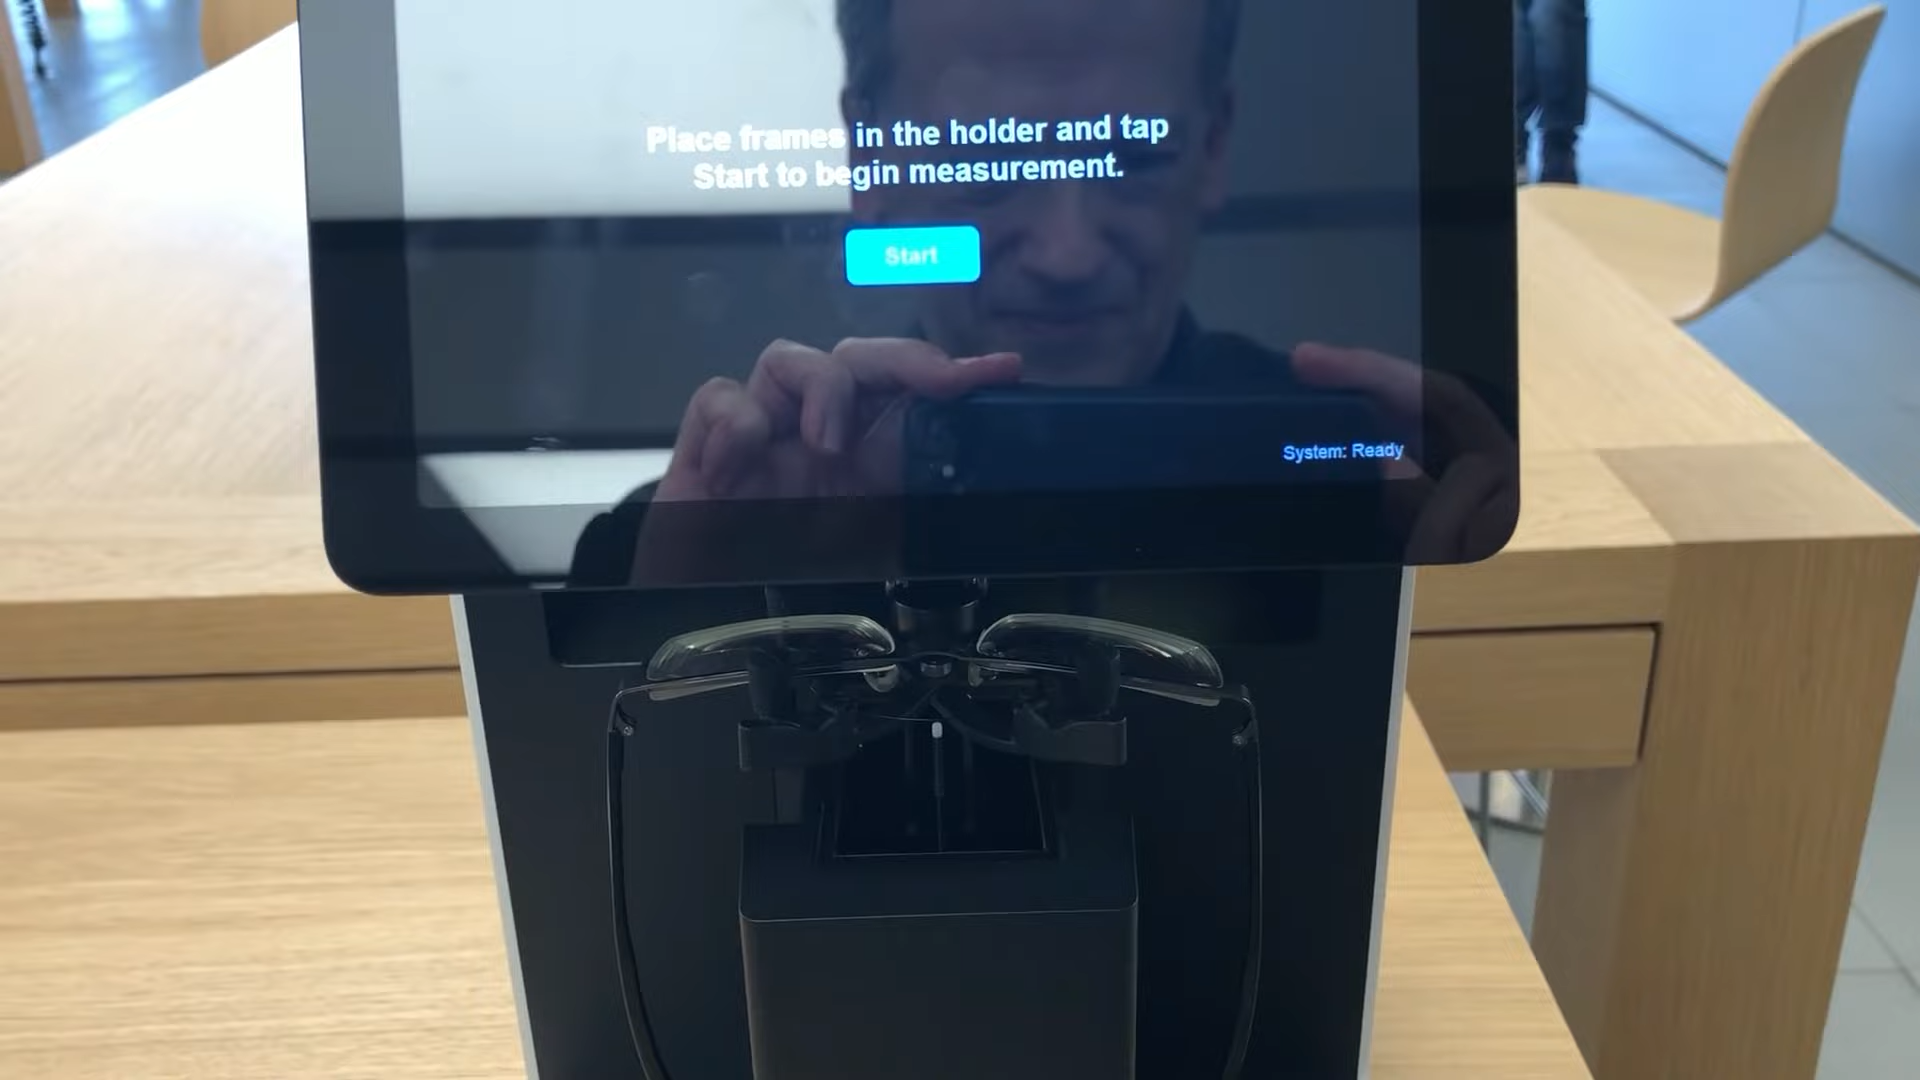 Place frames in the holder and tap
Start to begin measurement.
Start
System: Ready